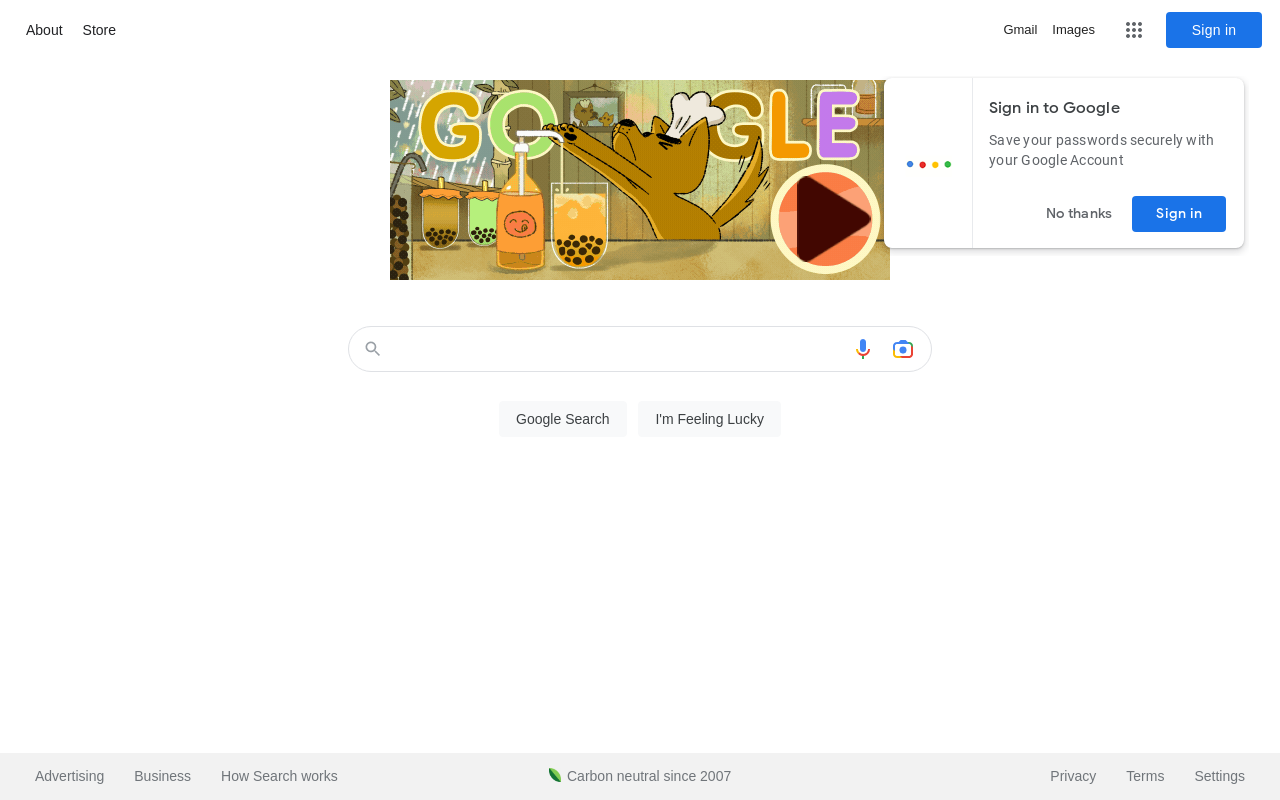 About
Store
Gmail
Images
Sign in
GOOGLE
Sign in to Google
Save your passwords securely with
your Google Account
No thanks
Sign in
Google Search
I'm Feeling Lucky
Advertising
Business
How Search works
Carbon neutral since 2007
Privacy
Terms
Settings